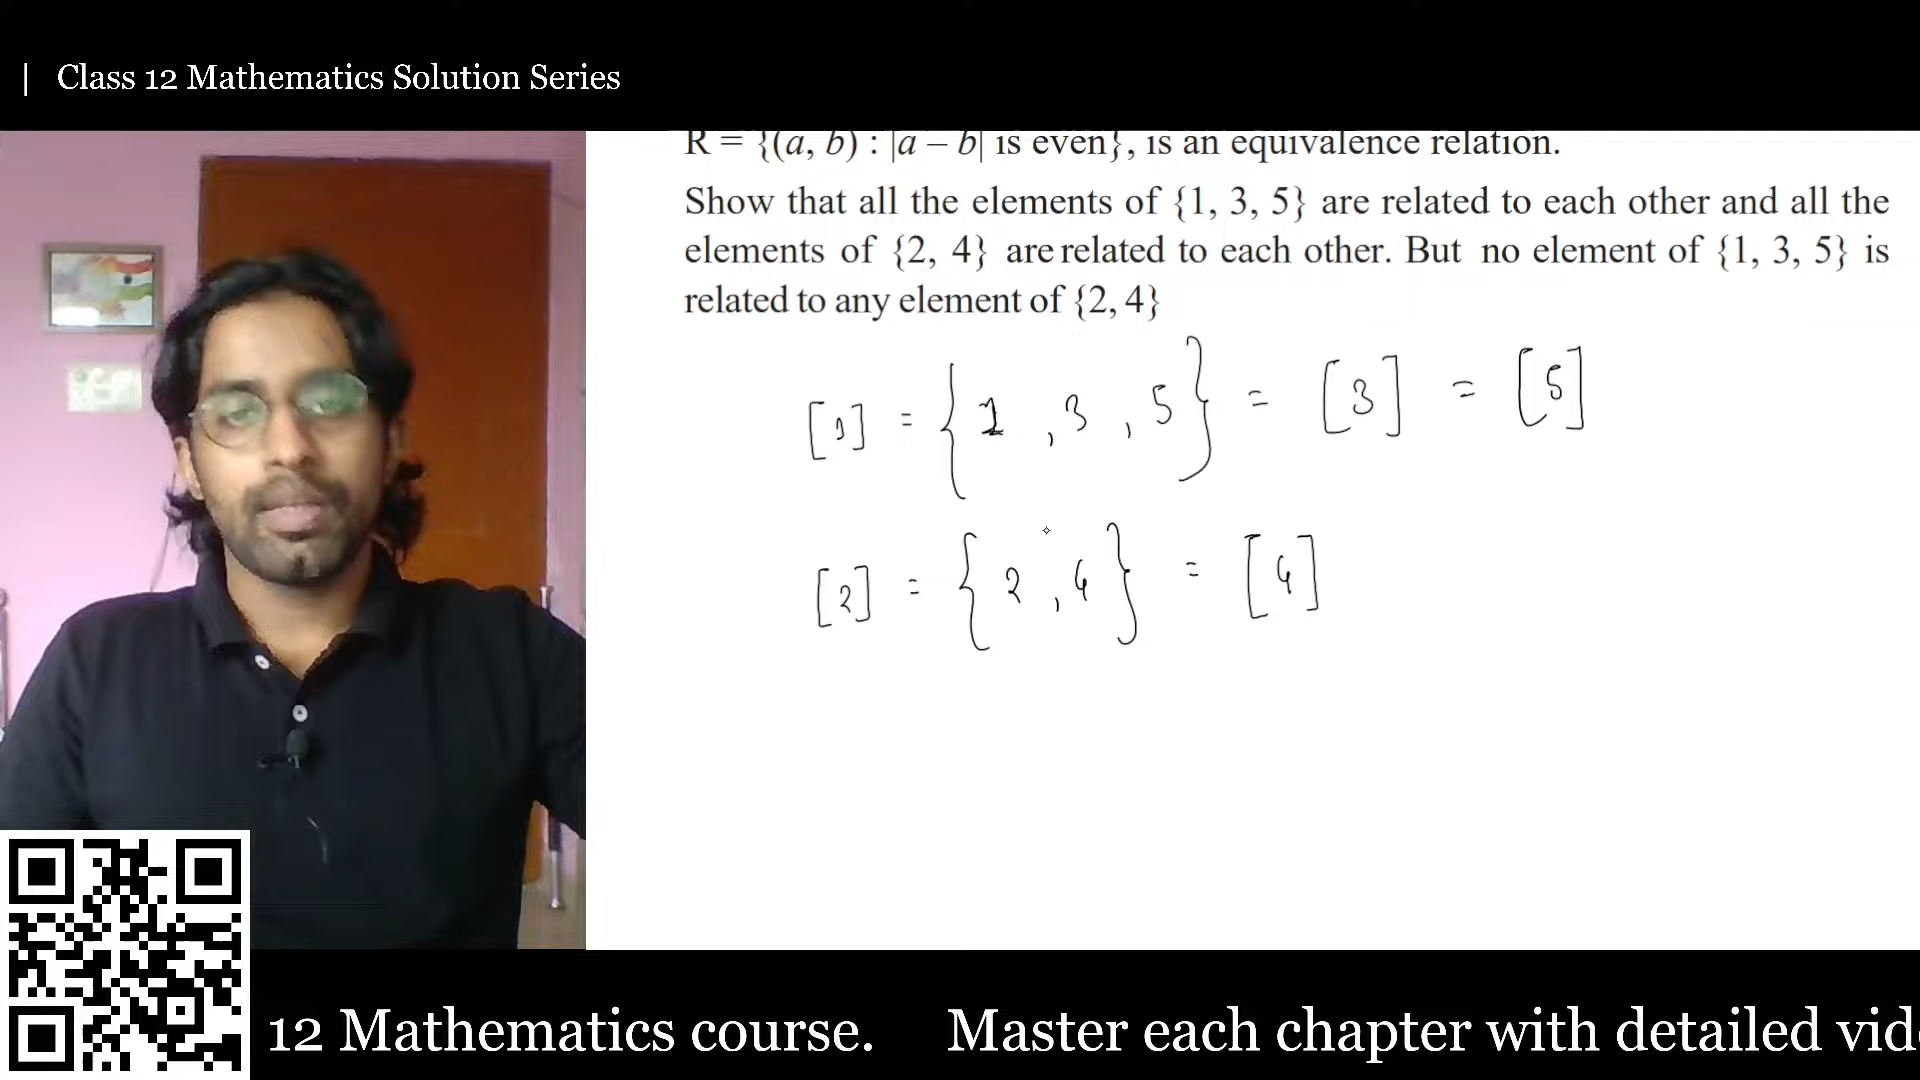 | Class 12 Mathematics Solution Series
R = {(a, b) : |a – b| is even}, is an equivalence relation.
Show that all the elements of {1, 3, 5} are related to each other and all the
elements of {2, 4} are related to each other. But no element of {1, 3, 5} is
related to any element of {2, 4}
[1] = {1, 3, 5} = [3] = [5]
[2] = {2, 4} = [4]
12 Mathematics course. Master each chapter with detailed vid